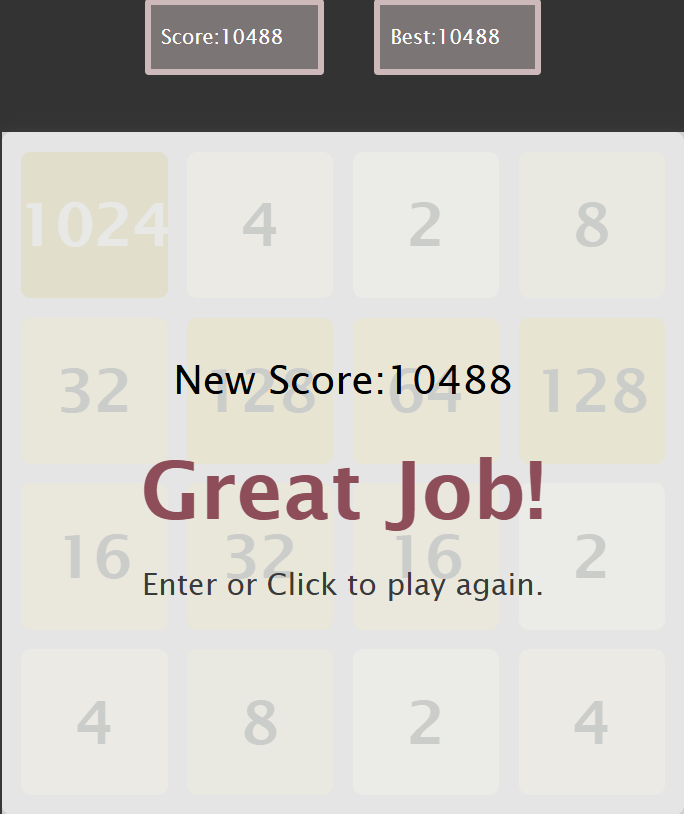 Score:10488 Best:10488
1024 4 2 8
32 128 64 128
New Score:10488
Great Job!
16 32 16 2
Enter or Click to play again.
4 8 2 4